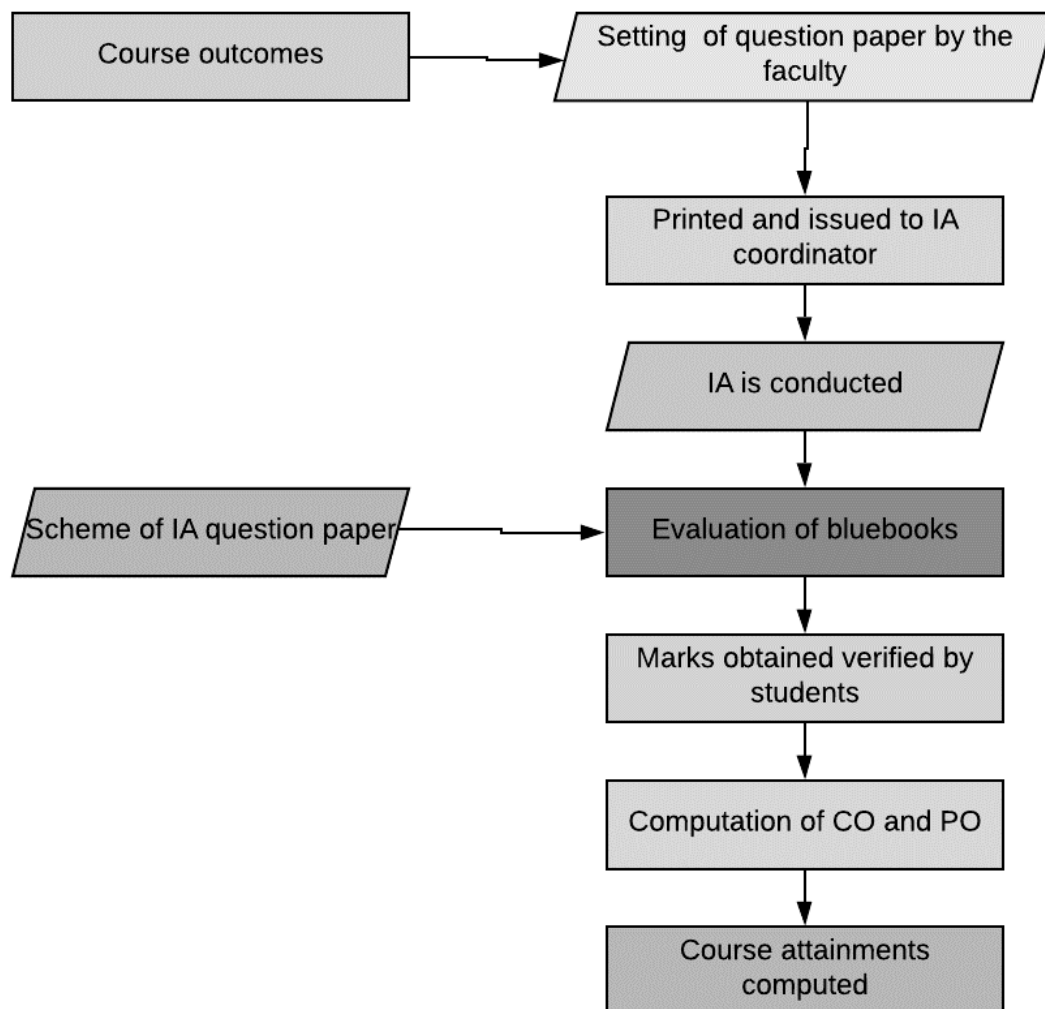 Course outcomes
Setting of question paper by the
faculty
Printed and issued to IA
coordinator
IA is conducted
Scheme of IA question paper
Evaluation of bluebooks
Marks obtained verified by
students
Computation of CO and PO
Course attainments
computed